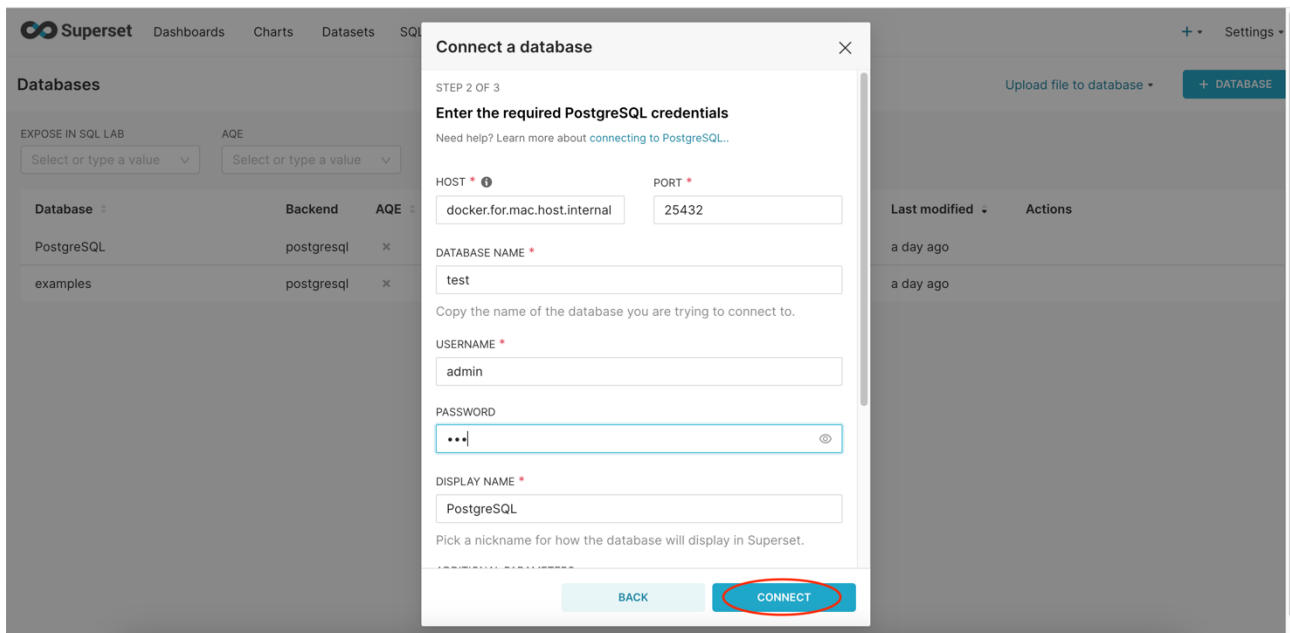 Superset Dashboards Charts Datasets SQL + Settings
Databases Upload file to database + DATABASE
EXPOSE IN SQL LAB AQE
Select or type a value Select or type a value
Database Backend AQE Last modified Actions
PostgreSQL postgresql a day ago
examples postgresql a day ago
Connect a database
STEP 2 OF 3
Enter the required PostgreSQL credentials
Need help? Learn more about connecting to PostgreSQL..
HOST * PORT *
docker.for.mac.host.internal 25432
DATABASE NAME *
test
Copy the name of the database you are trying to connect to.
USERNAME *
admin
PASSWORD
•••
DISPLAY NAME *
PostgreSQL
Pick a nickname for how the database will display in Superset.
BACK CONNECT